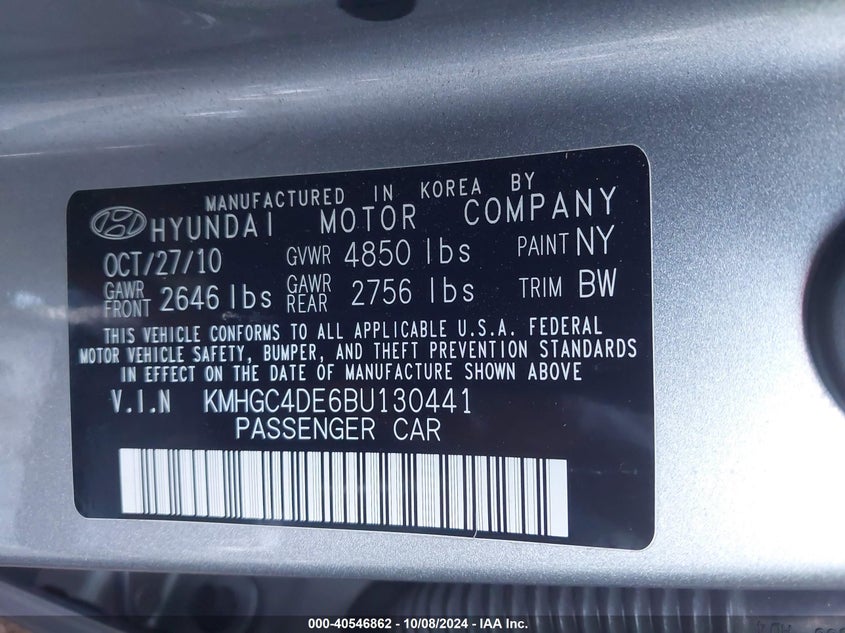 MANUFACTURED IN KOREA BY
HYUNDAI MOTOR COMPANY
OCT/27/10 GVWR 4850 lbs PAINT NY
GAWR FRONT 2646 lbs GAWR REAR 2756 lbs TRIM BW
THIS VEHICLE CONFORMS TO ALL APPLICABLE U.S.A. FEDERAL
MOTOR VEHICLE SAFETY, BUMPER, AND THEFT PREVENTION STANDARDS
IN EFFECT ON THE DATE OF MANUFACTURE SHOWN ABOVE
V.I.N KMHGC4DE6BU130441
PASSENGER CAR
000-40546862 - 10/08/2024 - IAA Inc.